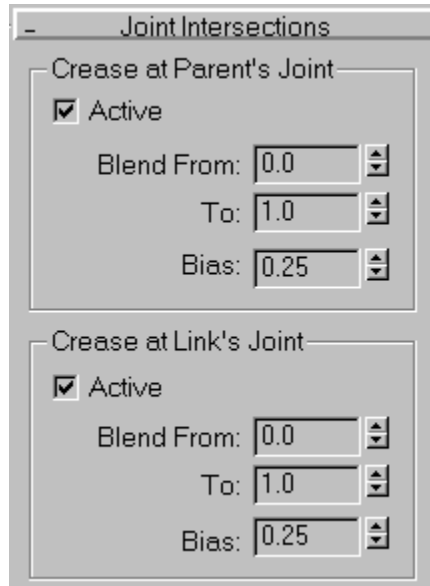 - Joint Intersections
Crease at Parent's Joint
Active
Blend From: 0.0
To: 1.0
Bias: 0.25
Crease at Link's Joint
Active
Blend From: 0.0
To: 1.0
Bias: 0.25